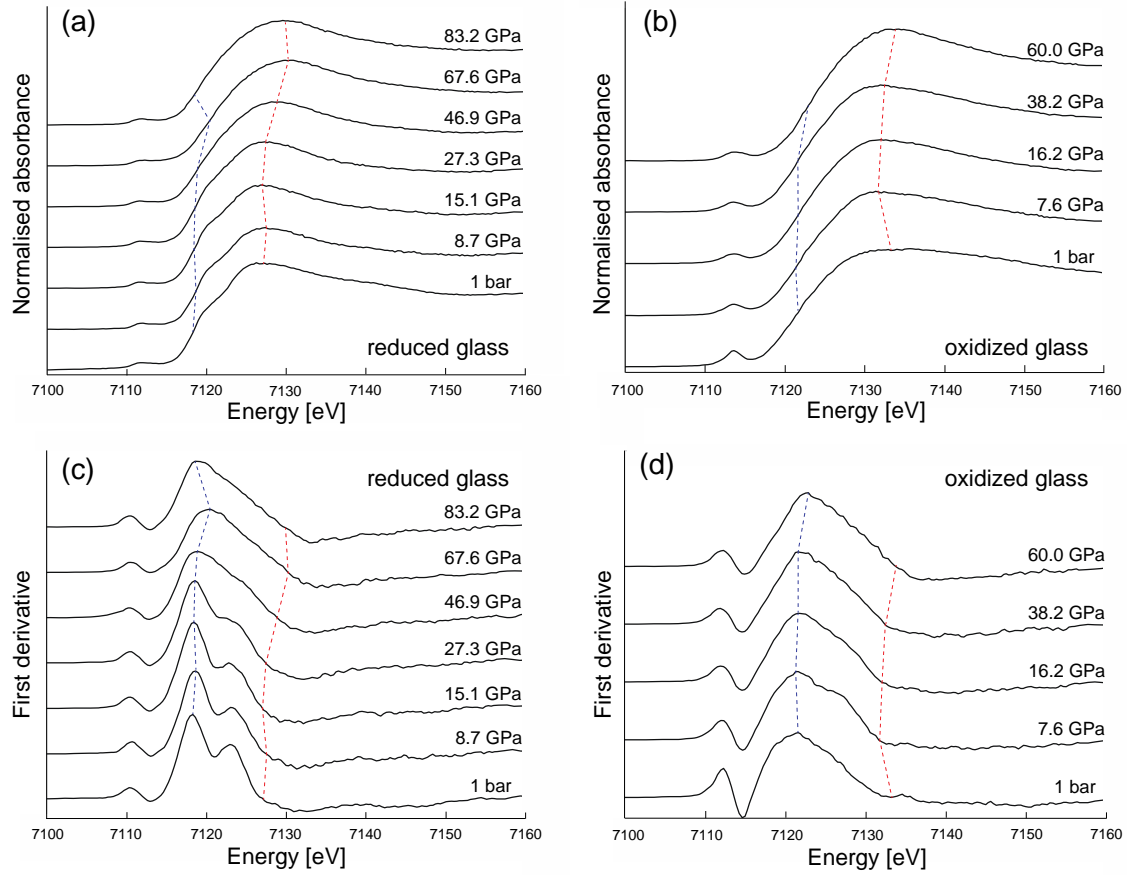 (a)
83.2 GPa
67.6 GPa
46.9 GPa
27.3 GPa
15.1 GPa
8.7 GPa
1 bar
reduced glass
Normalised absorbance
7100 7110 7120 7130 7140 7150 7160
Energy [eV]
(b)
60.0 GPa
38.2 GPa
16.2 GPa
7.6 GPa
1 bar
oxidized glass
Normalised absorbance
7100 7110 7120 7130 7140 7150 7160
Energy [eV]
(c)
reduced glass
83.2 GPa
67.6 GPa
46.9 GPa
27.3 GPa
15.1 GPa
8.7 GPa
1 bar
First derivative
7100 7110 7120 7130 7140 7150 7160
Energy [eV]
(d)
oxidized glass
60.0 GPa
38.2 GPa
16.2 GPa
7.6 GPa
1 bar
First derivative
7100 7110 7120 7130 7140 7150 7160
Energy [eV]